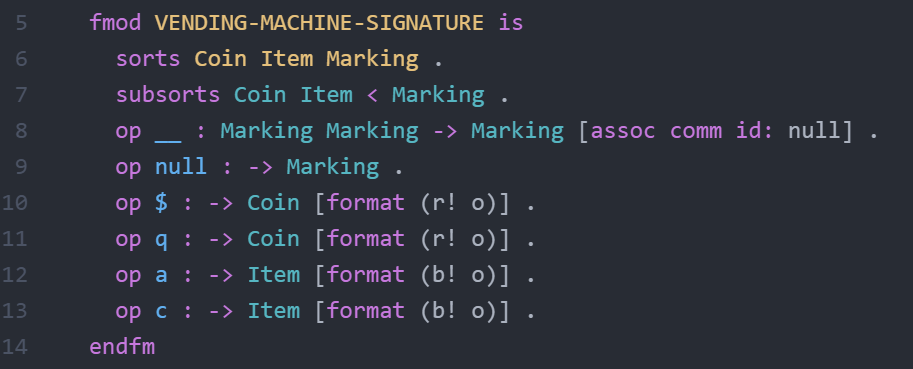 5 fmod VENDING-MACHINE-SIGNATURE is
6 sorts Coin Item Marking .
7 subsorts Coin Item < Marking .
8 op __ : Marking Marking -> Marking [assoc comm id: null] .
9 op null : -> Marking .
10 op $ : -> Coin [format (r! o)] .
11 op q : -> Coin [format (r! o)] .
12 op a : -> Item [format (b! o)] .
13 op c : -> Item [format (b! o)] .
14 endfm